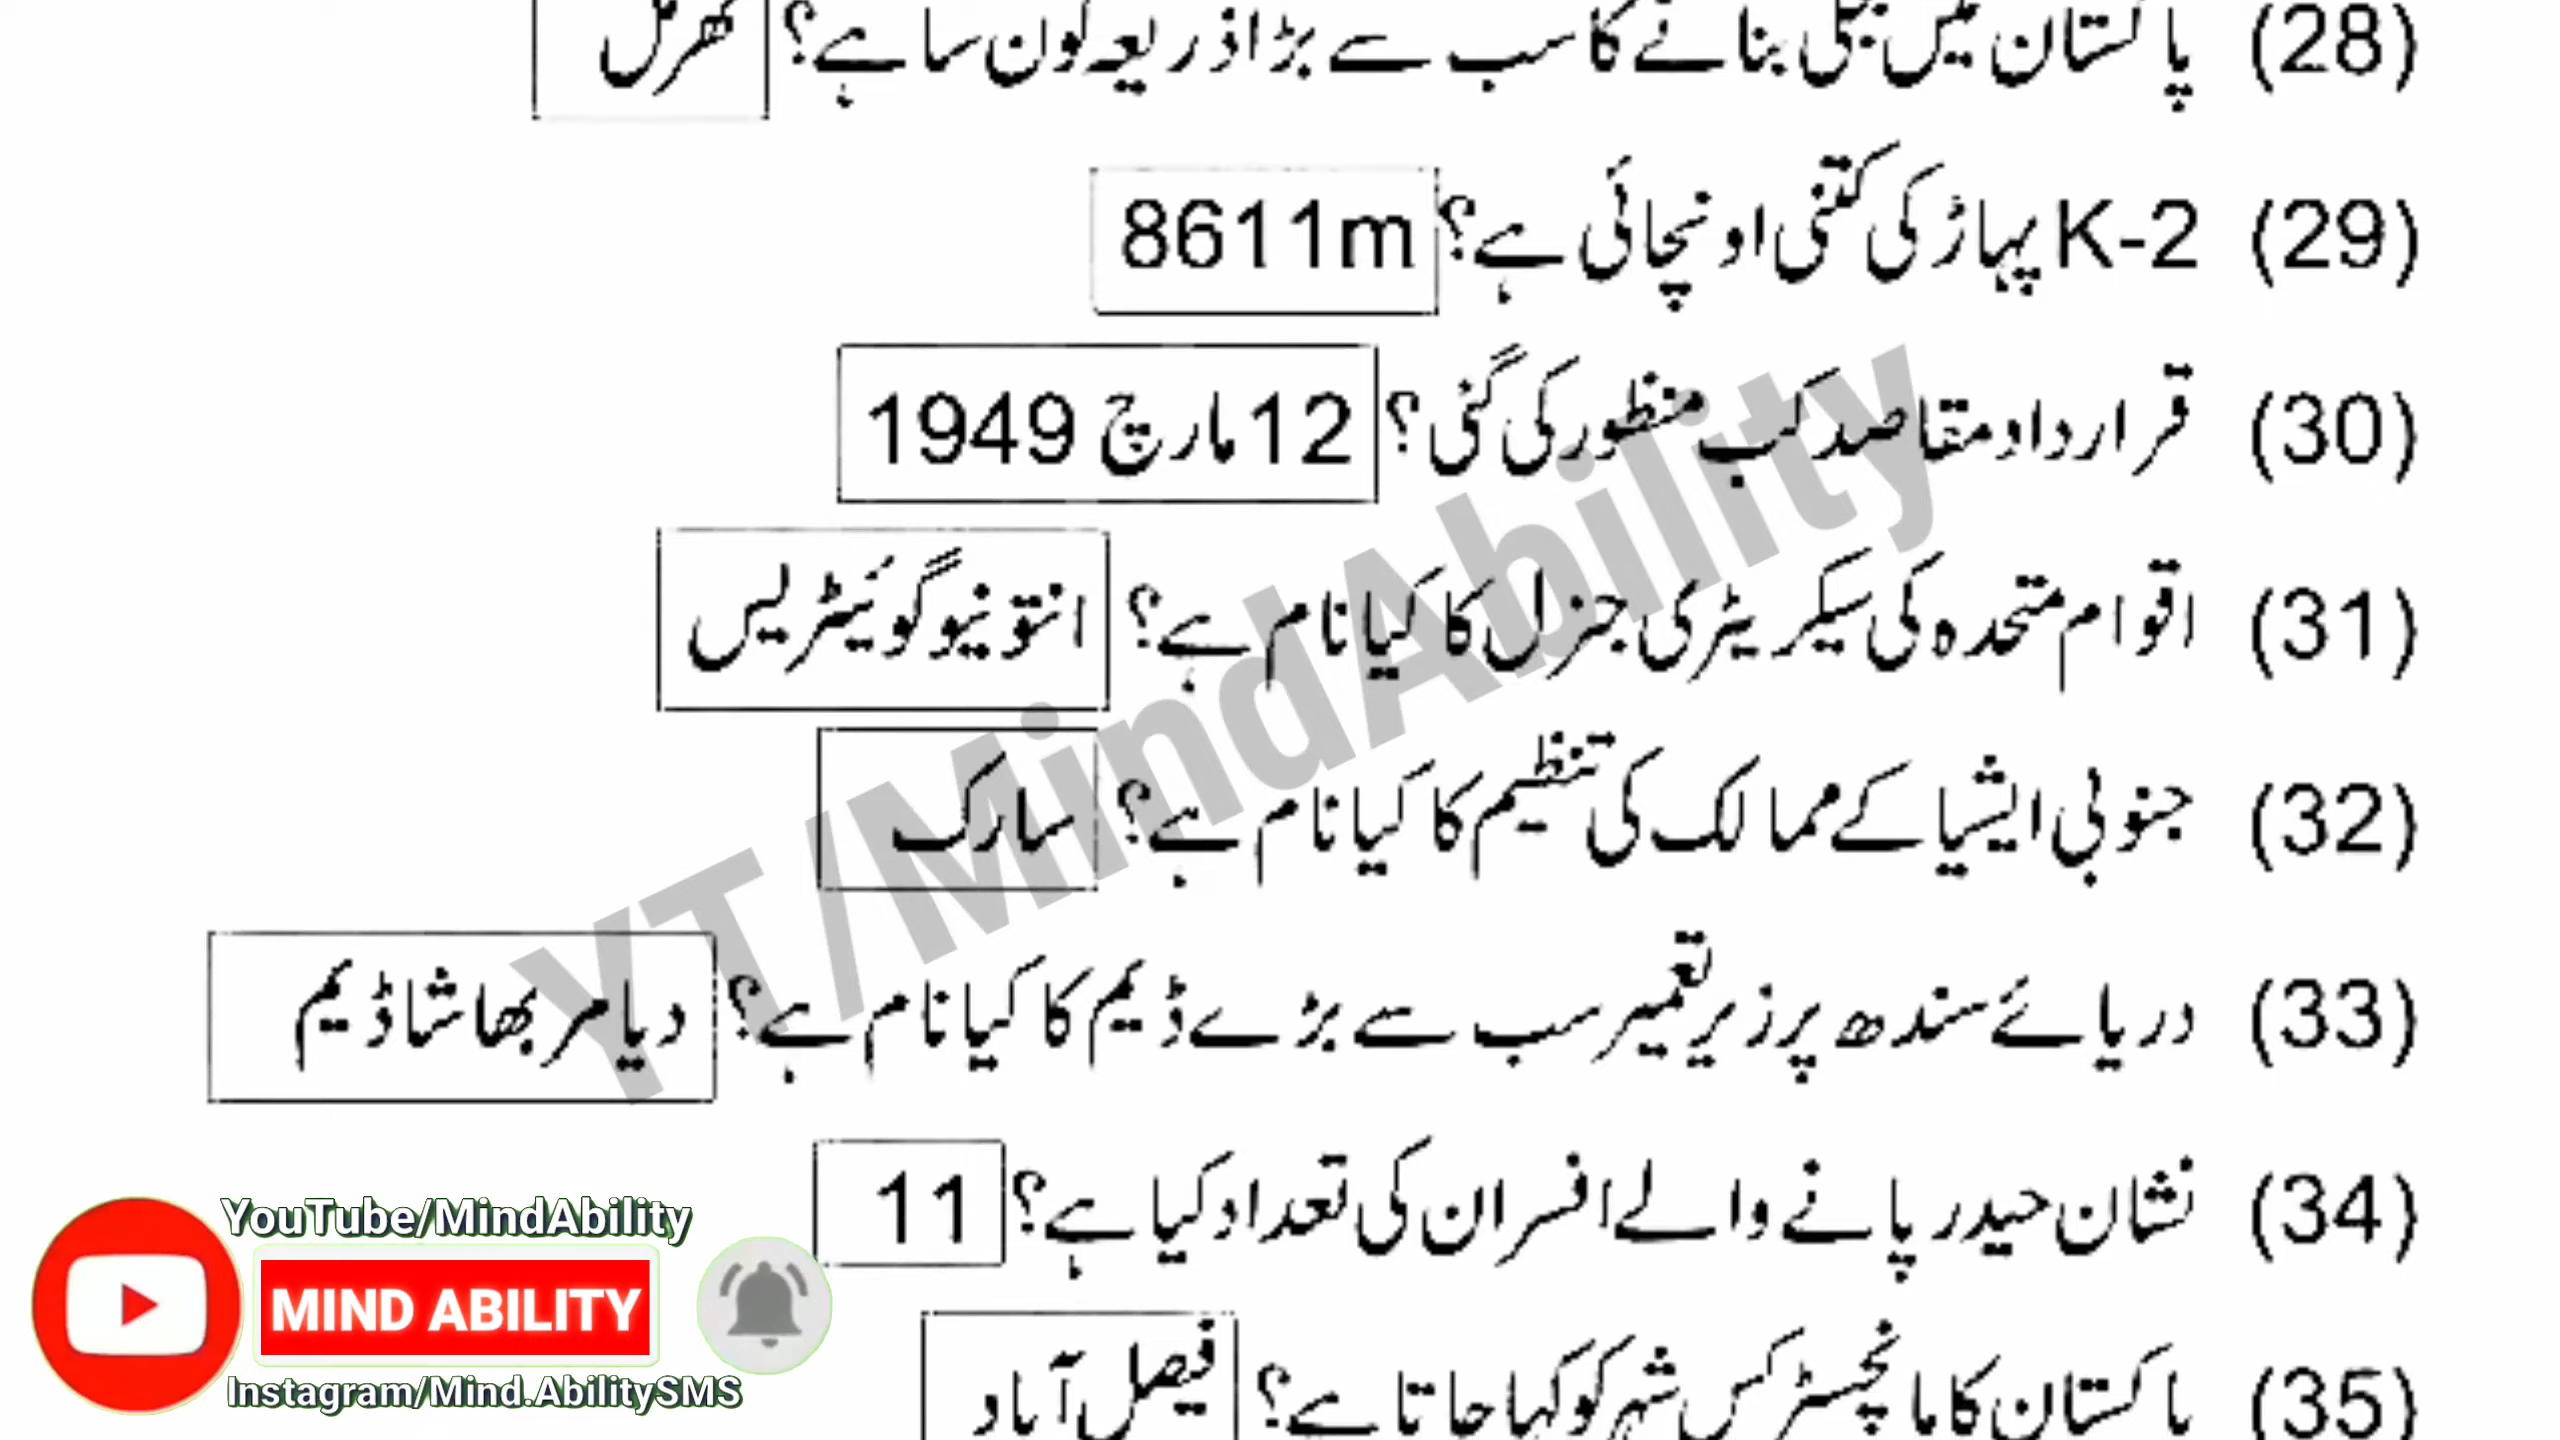 (28) پاکستان میں بجلی بنانے کا سب سے بڑا ذریعہ کون سا ہے؟ تھرمل
(29) K-2 پہاڑ کی کتنی اونچائی ہے؟ 8611m
(30) قرارداد مقاصد کب منظور کی گئی؟ 12 مارچ 1949
(31) اقوام متحدہ کی سیکریٹری جنرل کا کیا نام ہے؟ انتونیو گوئیٹریس
(32) جنوبی ایشیا کے ممالک کی تنظیم کا کیا نام ہے؟ سارک
(33) دریائے سندھ پر زیر تعمیر سب سے بڑے ڈیم کا کیا نام ہے؟ دیامر بھاشا ڈیم
(34) نشان حیدر پانے والے افسران کی تعداد کیا ہے؟ 11
(35) پاکستان کا مانچسٹر کس شہر کو کہا جاتا ہے؟ فیصل آباد
YT/MindAbility
YouTube/MindAbility
MIND ABILITY
Instagram/Mind.AbilitySMS